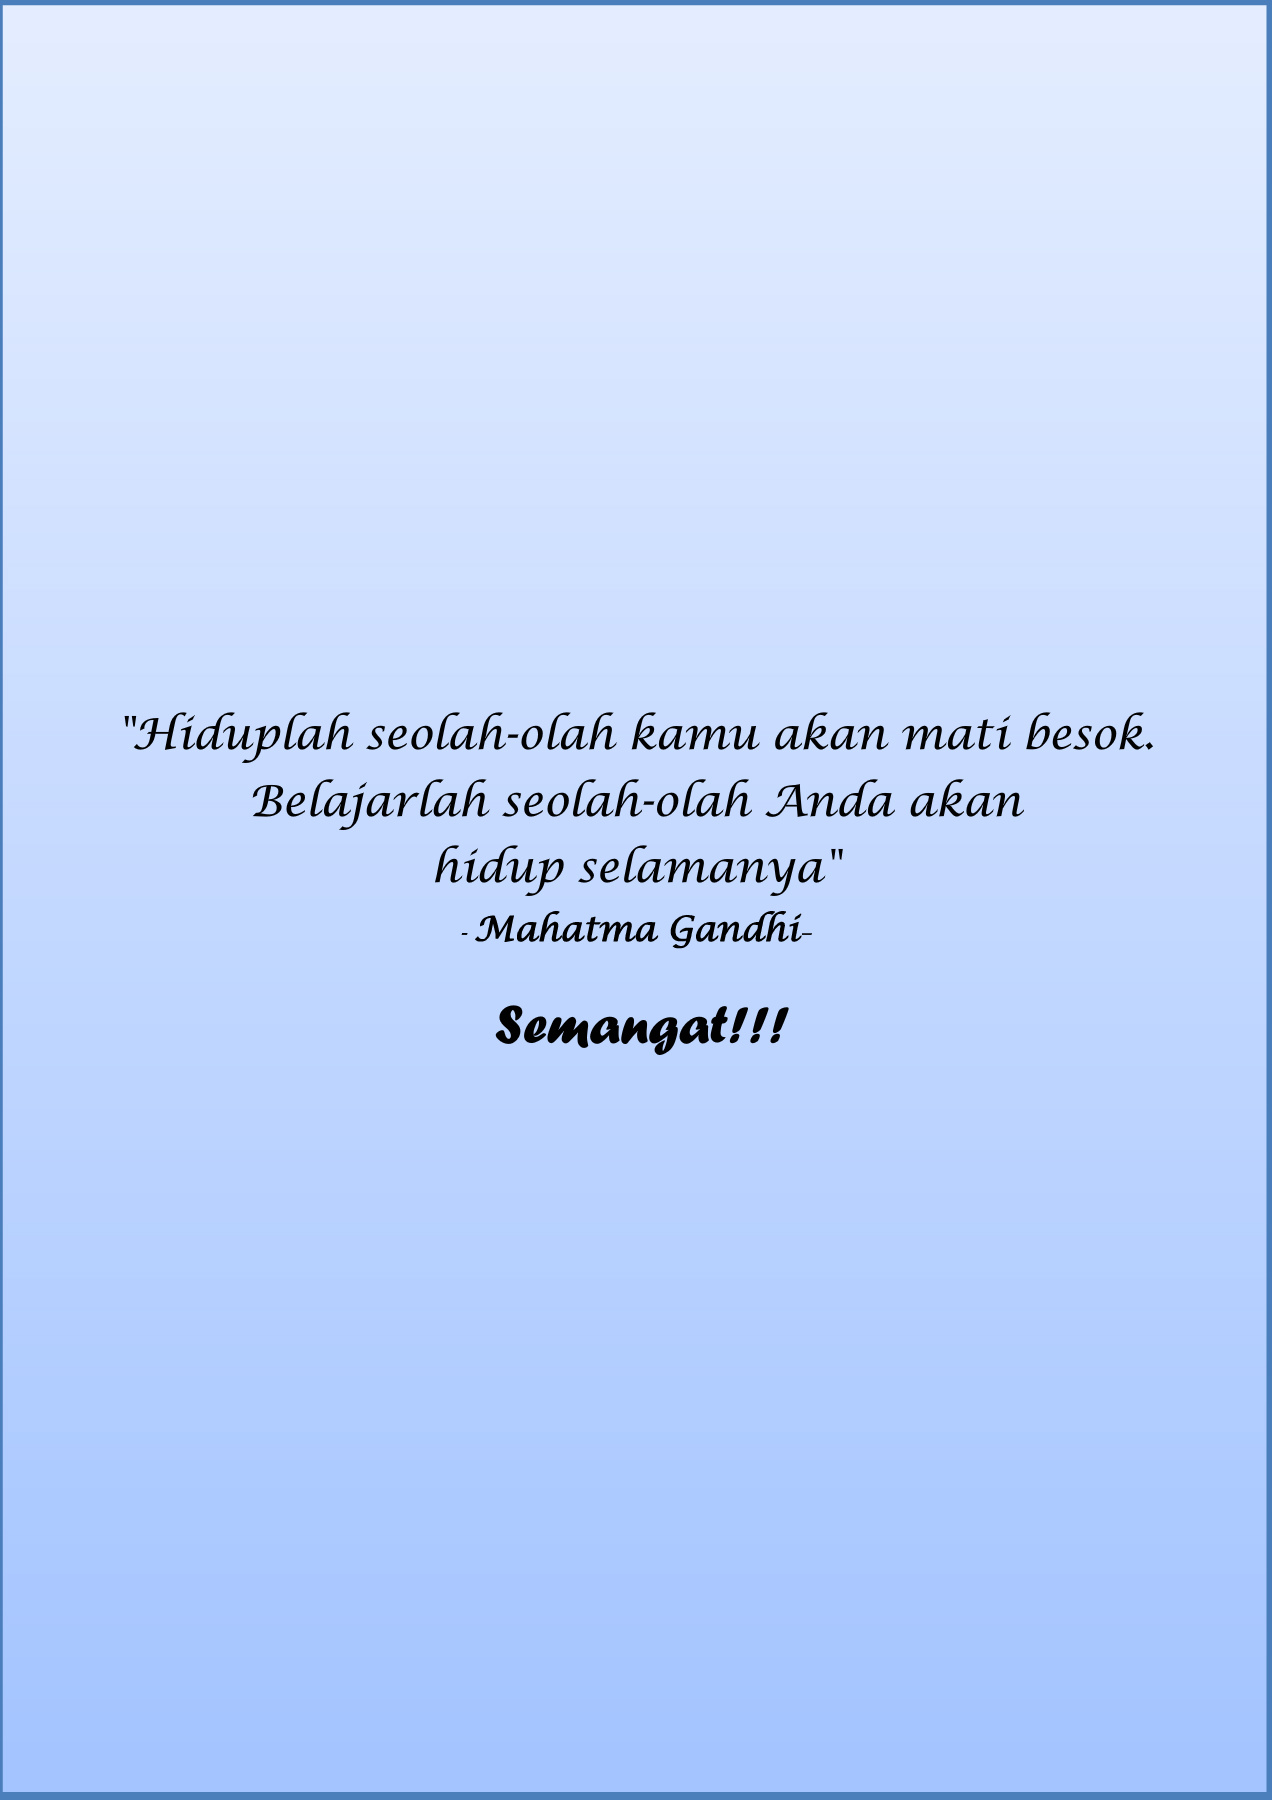 "Hiduplah seolah-olah kamu akan mati besok.
Belajarlah seolah-olah Anda akan
hidup selamanya"
- Mahatma Gandhi–
Semangat!!!